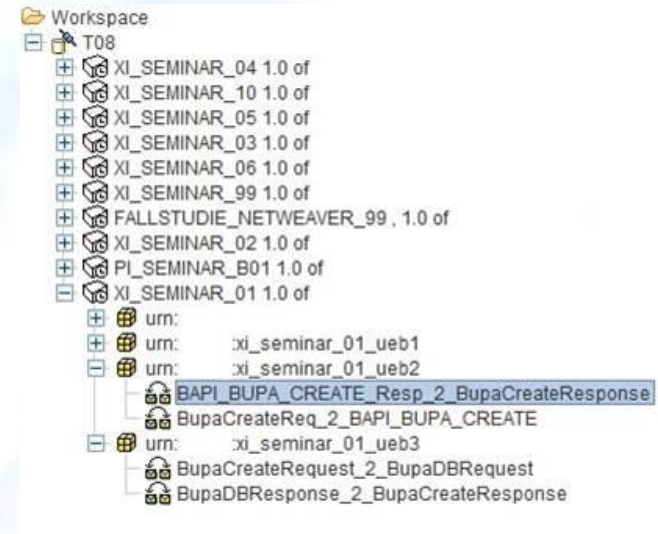 Workspace
T08
XI_SEMINAR_04 1.0 of
XI_SEMINAR_10 1.0 of
XI_SEMINAR_05 1.0 of
XI_SEMINAR_03 1.0 of
XI_SEMINAR_06 1.0 of
XI_SEMINAR_99 1.0 of
FALLSTUDIE_NETWEAVER_99 , 1.0 of
XI_SEMINAR_02 1.0 of
PI_SEMINAR_B01 1.0 of
XI_SEMINAR_01 1.0 of
urn:
urn: :xi_seminar_01_ueb1
urn: :xi_seminar_01_ueb2
BAPI_BUPA_CREATE_Resp_2_BupaCreateResponse
BupaCreateReq_2_BAPI_BUPA_CREATE
urn: :xi_seminar_01_ueb3
BupaCreateRequest_2_BupaDBRequest
BupaDBResponse_2_BupaCreateResponse